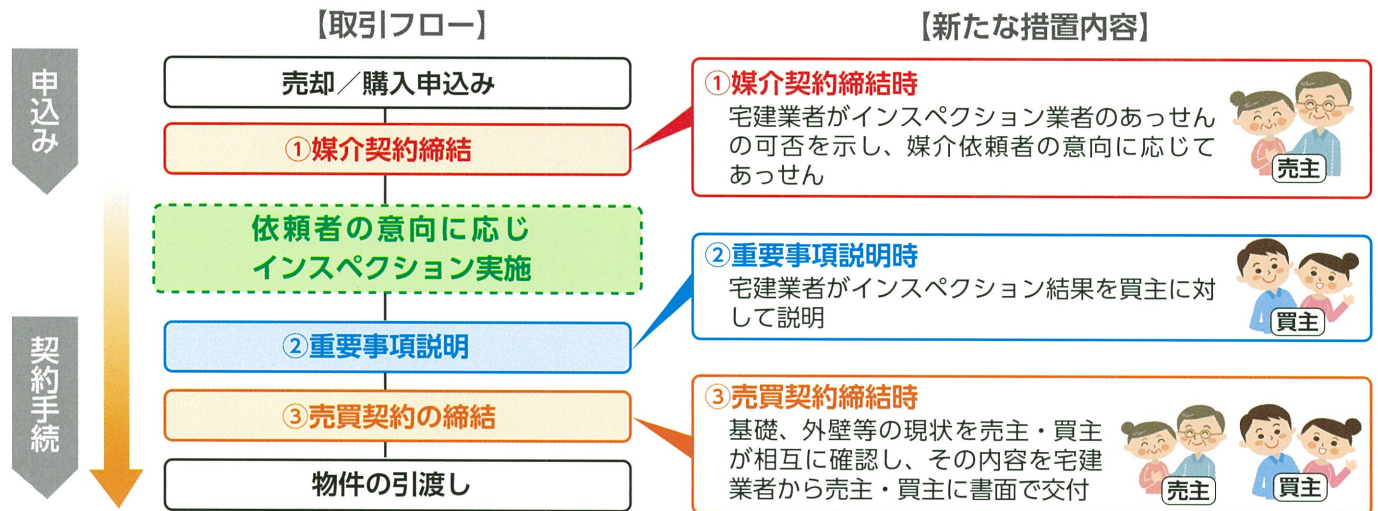 【取引フロー】
【新たな措置内容】
申込み
売却／購入申込み
①媒介契約締結
依頼者の意向に応じ
インスペクション実施
契約手続
②重要事項説明
③売買契約の締結
物件の引渡し
①媒介契約締結時
宅建業者がインスペクション業者のあっせん
の可否を示し、媒介依頼者の意向に応じて
あっせん
売主
②重要事項説明時
宅建業者がインスペクション結果を買主に対
して説明
買主
③売買契約締結時
基礎、外壁等の現状を売主・買主
が相互に確認し、その内容を宅建
業者から売主・買主に書面で交付
売主
買主